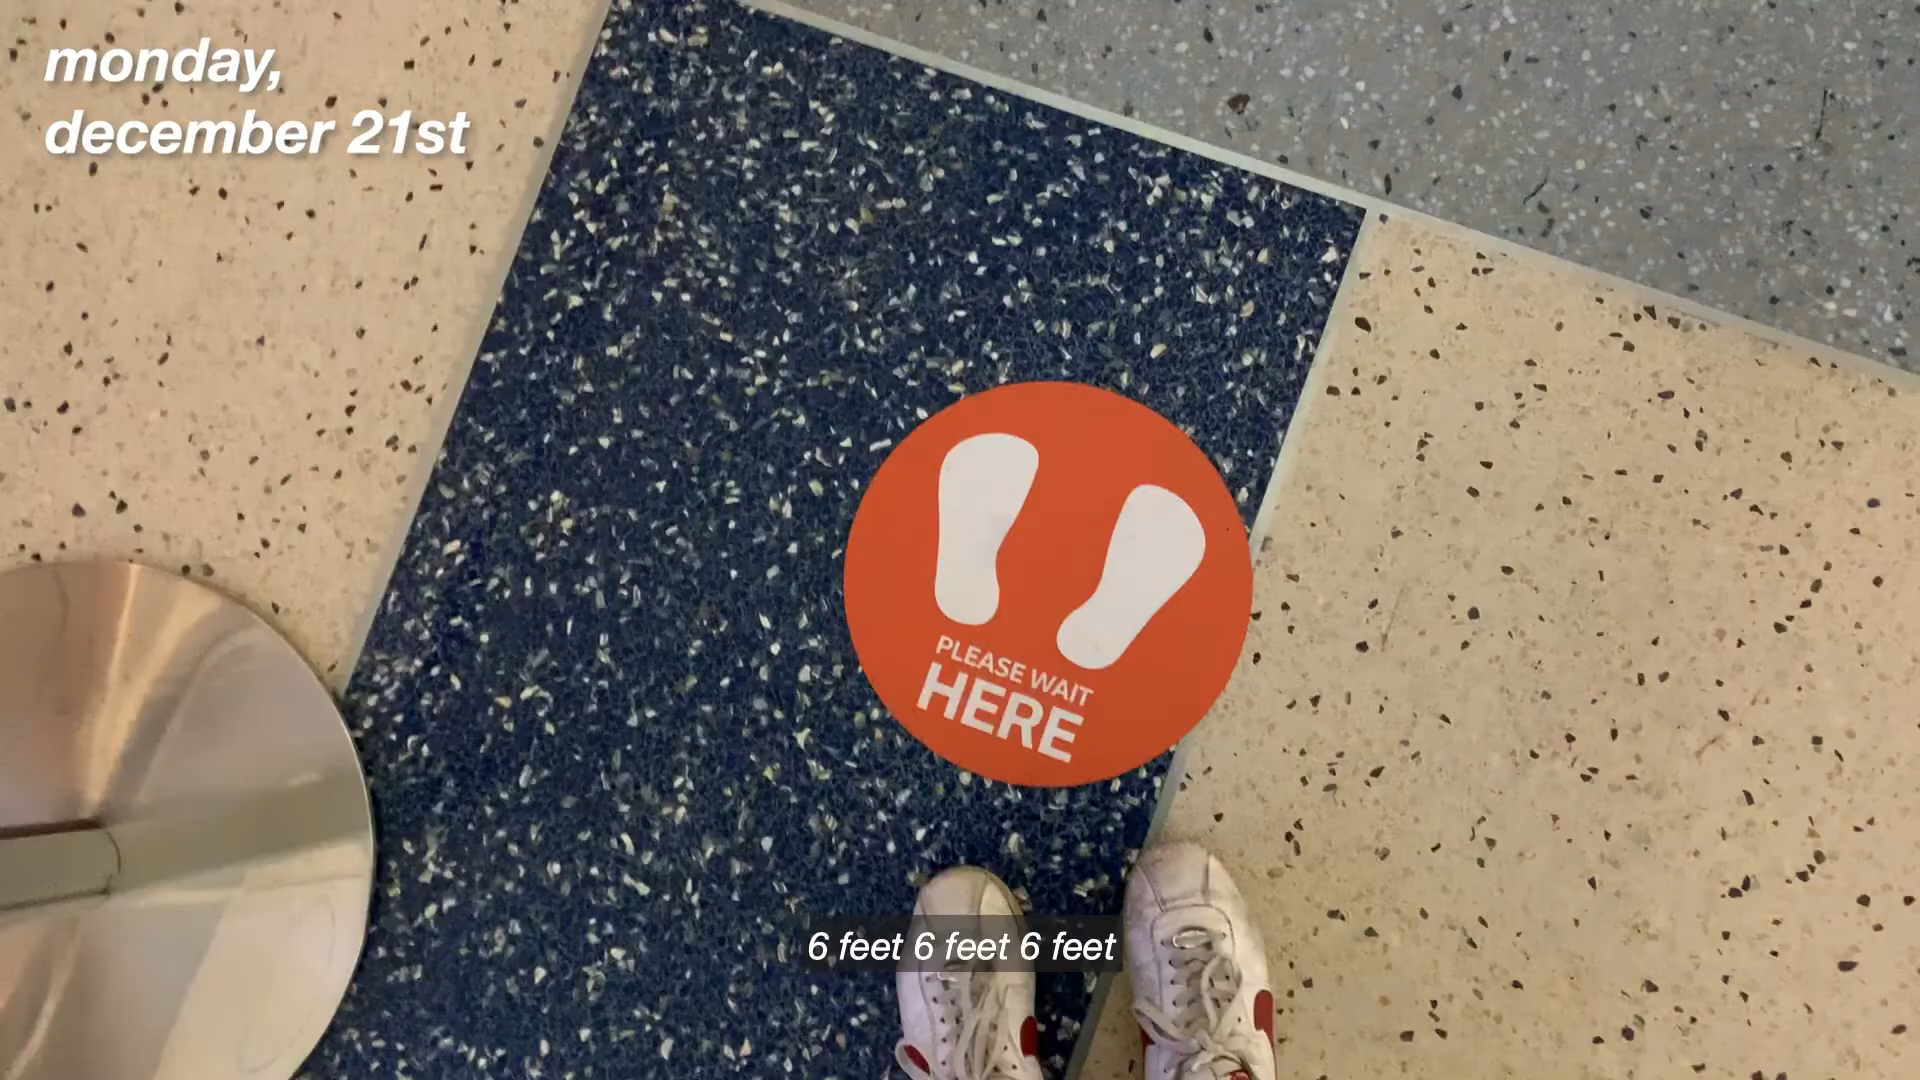 monday,
december 21st
PLEASE WAIT
HERE
6 feet 6 feet 6 feet